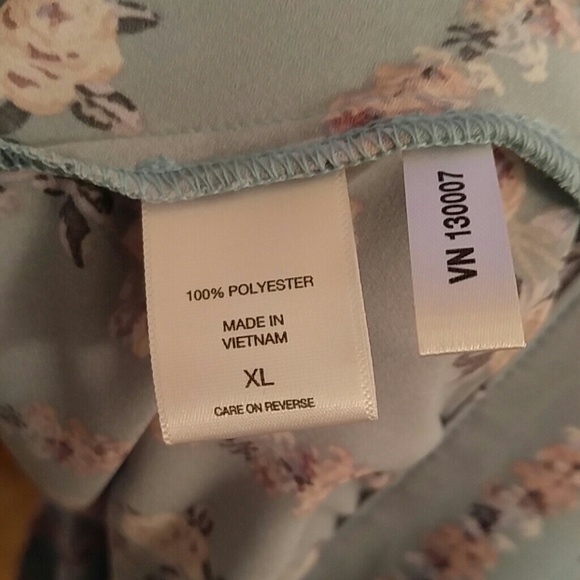 100% POLYESTER
MADE IN
VIETNAM
XL
CARE ON REVERSE
VN 130007